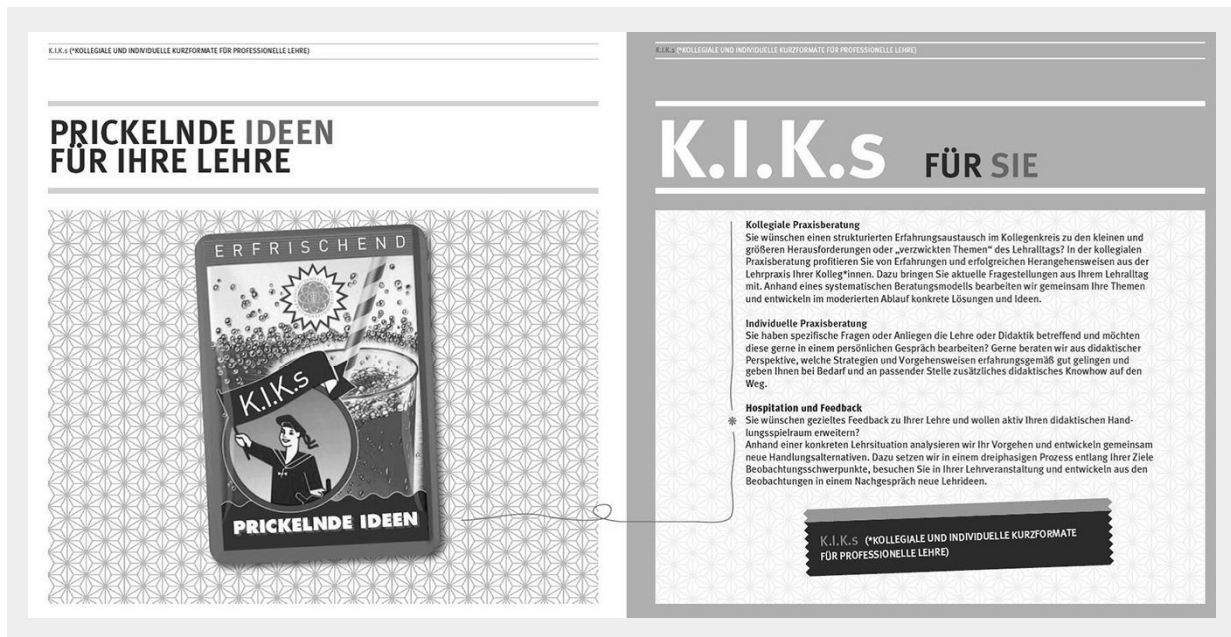 K.I.K.s (*KOLLEGIALE UND INDIVIDUELLE KURZFORMATE FÜR PROFESSIONELLE LEHRE)
PRICKELNDE IDEEN
FÜR IHRE LEHRE
ERFRISCHEND
K.I.K.s
PRICKELNDE IDEEN
K.I.K.s (*KOLLEGIALE UND INDIVIDUELLE KURZFORMATE FÜR PROFESSIONELLE LEHRE)
K.I.K.s FÜR SIE
Kollegiale Praxisberatung
Sie wünschen einen strukturierten Erfahrungsaustausch im Kollegenkreis zu den kleinen und
größeren Herausforderungen oder „verzwickten Themen“ des Lehralltags? In der kollegialen
Praxisberatung profitieren Sie von Erfahrungen und erfolgreichen Herangehensweisen aus der
Lehrpraxis Ihrer Kolleg*innen. Dazu bringen Sie aktuelle Fragestellungen aus Ihrem Lehralltag
mit. Anhand eines systematischen Beratungsmodells bearbeiten wir gemeinsam Ihre Themen
und entwickeln im moderierten Ablauf konkrete Lösungen und Ideen.
Individuelle Praxisberatung
Sie haben spezifische Fragen oder Anliegen die Lehre oder Didaktik betreffend und möchten
diese gerne in einem persönlichen Gespräch bearbeiten? Gerne beraten wir aus didaktischer
Perspektive, welche Strategien und Vorgehensweisen erfahrungsgemäß gut gelingen und
geben Ihnen bei Bedarf und an passender Stelle zusätzliches didaktisches Knowhow auf den
Weg.
Hospitation und Feedback
Sie wünschen gezieltes Feedback zu Ihrer Lehre und wollen aktiv Ihren didaktischen Hand-
lungsspielraum erweitern?
Anhand einer konkreten Lehrsituation analysieren wir Ihr Vorgehen und entwickeln gemeinsam
neue Handlungsalternativen. Dazu setzen wir in einem dreiphasigen Prozess entlang Ihrer Ziele
Beobachtungsschwerpunkte, besuchen Sie in Ihrer Lehrveranstaltung und entwickeln aus den
Beobachtungen in einem Nachgespräch neue Lehrideen.
K.I.K.s (*KOLLEGIALE UND INDIVIDUELLE KURZFORMATE
FÜR PROFESSIONELLE LEHRE)